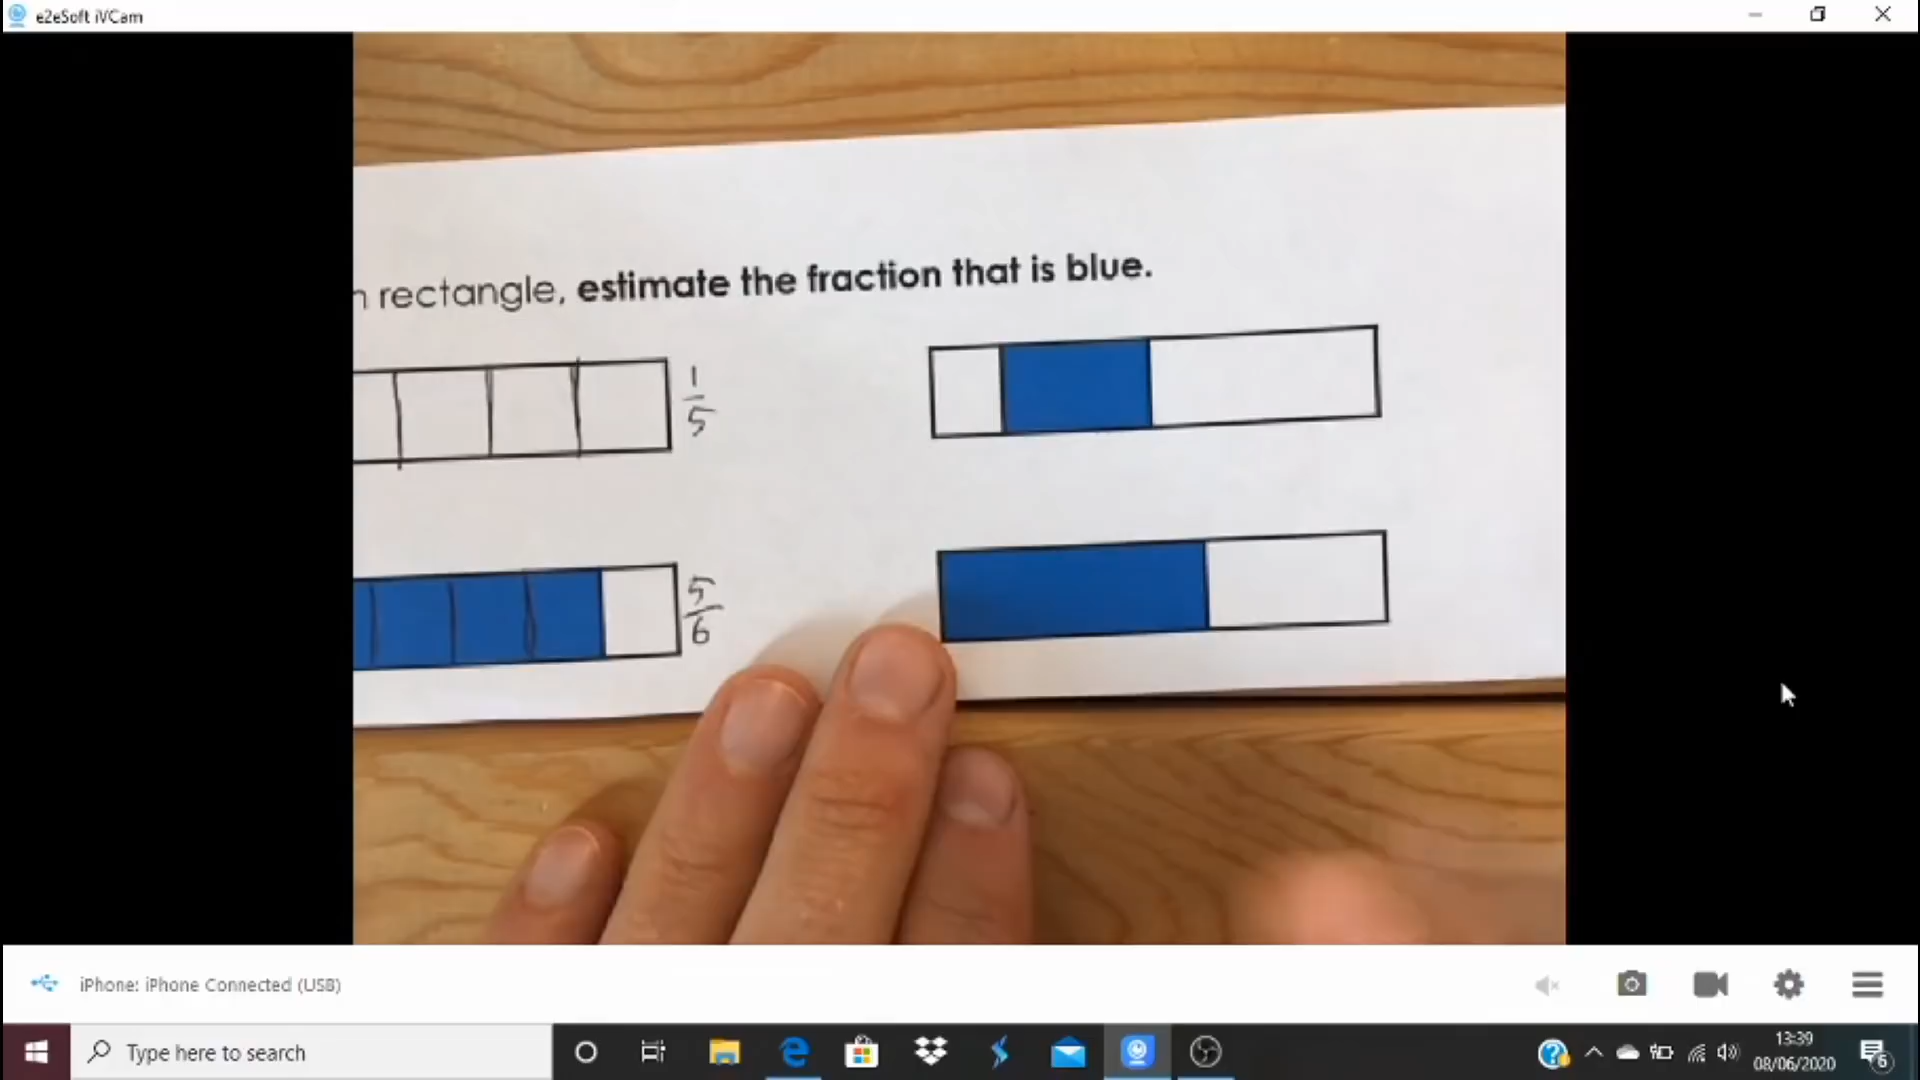 e2eSoft iVCam
rectangle, estimate the fraction that is blue.
1
5
5
6
iPhone: iPhone Connected (USB)
Type here to search
13:39
08/06/2020
6